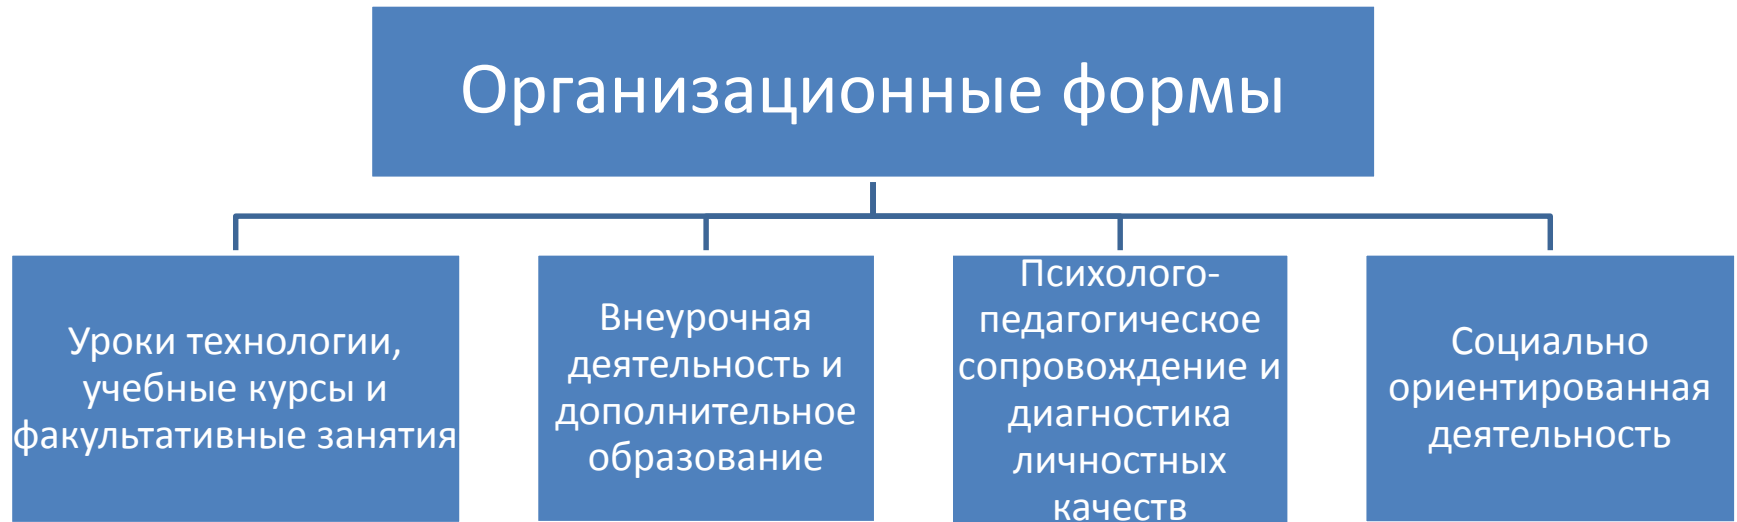 Организационные формы
Уроки технологии,
учебные курсы и
факультативные занятия
Внеурочная
деятельность и
дополнительное
образование
Психолого-
педагогическое
сопровождение и
диагностика
личностных
качеств
Социально
ориентированная
деятельность